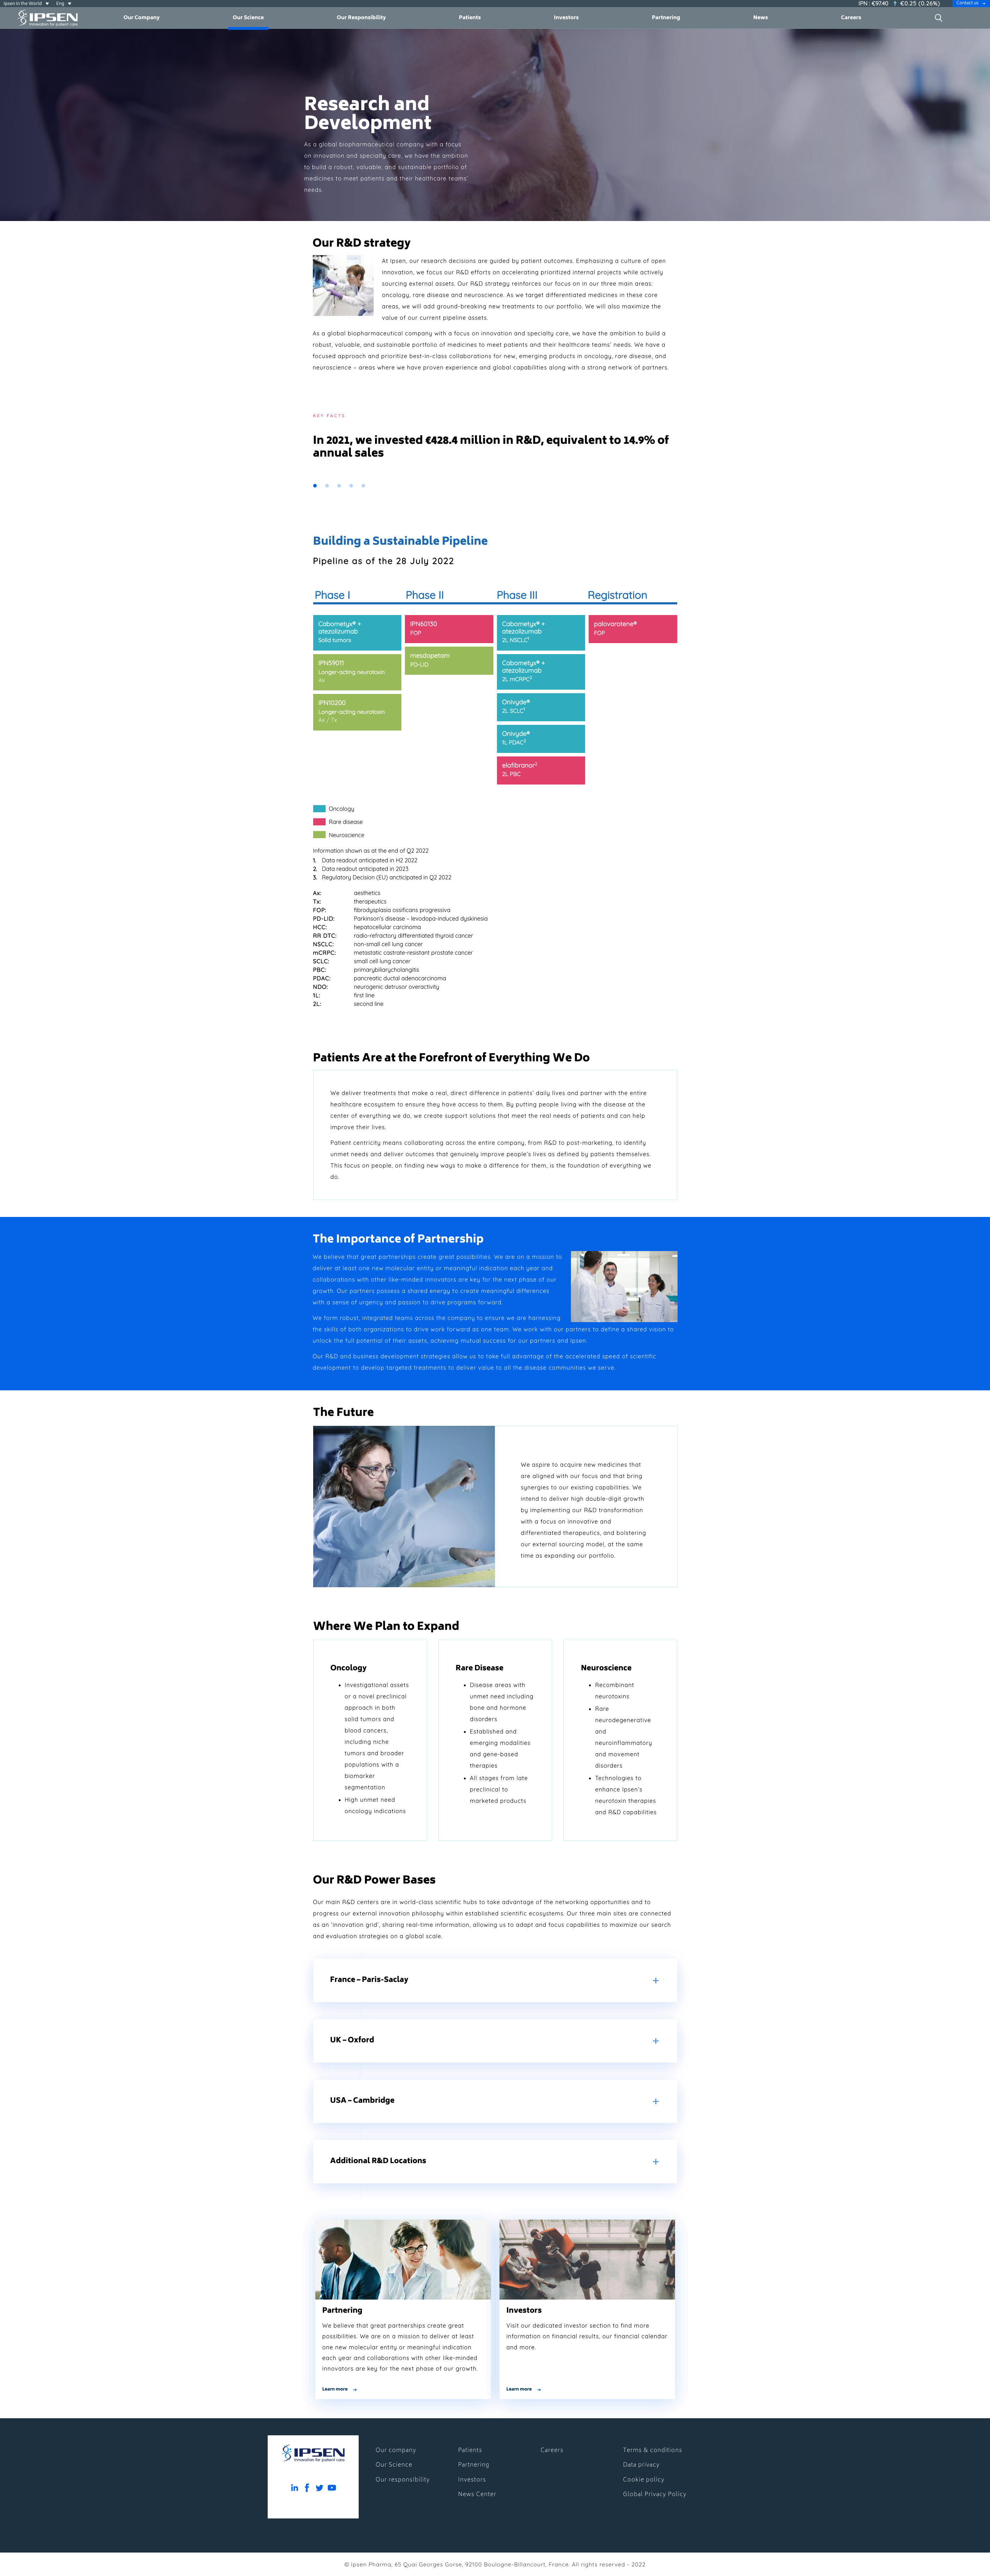 Ipsen in the World
Eng
IPN : €97.40 ↑ €0.25 (0.26%)
Contact us →
IPSEN
Innovation for patient care
Our Company
Our Science
Our Responsibility
Patients
Investors
Partnering
News
Careers
Research and
Development
As a global biopharmaceutical company with a focus
on innovation and specialty care, we have the ambition
to build a robust, valuable, and sustainable portfolio of
medicines to meet patients and their healthcare teams'
needs.
Our R&D strategy
At Ipsen, our research decisions are guided by patient outcomes. Emphasizing a culture of open
innovation, we focus our R&D efforts on accelerating prioritized internal projects while actively
sourcing external assets. Our R&D strategy reinforces our focus on in our three main areas:
oncology, rare disease and neuroscience. As we target differentiated medicines in these core
areas, we will add ground-breaking new treatments to our portfolio. We will also maximize the
value of our current pipeline assets.
As a global biopharmaceutical company with a focus on innovation and specialty care, we have the ambition to build a
robust, valuable, and sustainable portfolio of medicines to meet patients and their healthcare teams' needs. We have a
focused approach and prioritize best-in-class collaborations for new, emerging products in oncology, rare disease, and
neuroscience – areas where we have proven experience and global capabilities along with a strong network of partners.
KEY FACTS
In 2021, we invested €428.4 million in R&D, equivalent to 14.9% of
annual sales
Building a Sustainable Pipeline
Pipeline as of the 28 July 2022
Phase I
Phase II
Phase III
Registration
Cabometyx® +
atezolizumab
Solid tumors
IPN59011
Longer-acting neurotoxin
Ax
IPN10200
Longer-acting neurotoxin
Ax / Tx
IPN60130
FOP
mesdopetam
PD-LID
Cabometyx® +
atezolizumab
2L NSCLC1
Cabometyx® +
atezolizumab
2L mCRPC2
Onivyde®
2L SCLC1
Onivyde®
1L PDAC2
elafibranor2
2L PBC
palovarotene®
FOP
Oncology
Rare disease
Neuroscience
Information shown as at the end of Q2 2022
1. Data readout anticipated in H2 2022
2. Data readout anticipated in 2023
3. Regulatory Decision (EU) ancticipated in Q2 2022
Ax: aesthetics
Tx: therapeutics
FOP: fibrodysplasia ossificans progressiva
PD-LID: Parkinson's disease – levodopa-induced dyskinesia
HCC: hepatocellular carcinoma
RR DTC: radio-refractory differentiated thyroid cancer
NSCLC: non-small cell lung cancer
mCRPC: metastatic castrate-resistant prostate cancer
SCLC: small cell lung cancer
PBC: primarybiliarycholangitis
PDAC: pancreatic ductal adenocarcinoma
NDO: neurogenic detrusor overactivity
1L: first line
2L: second line
Patients Are at the Forefront of Everything We Do
We deliver treatments that make a real, direct difference in patients' daily lives and partner with the entire
healthcare ecosystem to ensure they have access to them. By putting people living with the disease at the
center of everything we do, we create support solutions that meet the real needs of patients and can help
improve their lives.
Patient centricity means collaborating across the entire company, from R&D to post-marketing, to identify
unmet needs and deliver outcomes that genuinely improve people's lives as defined by patients themselves.
This focus on people, on finding new ways to make a difference for them, is the foundation of everything we
do.
The Importance of Partnership
We believe that great partnerships create great possibilities. We are on a mission to
deliver at least one new molecular entity or meaningful indication each year and
collaborations with other like-minded innovators are key for the next phase of our
growth. Our partners possess a shared energy to create meaningful differences
with a sense of urgency and passion to drive programs forward.
We form robust, integrated teams across the company to ensure we are harnessing
the skills of both organizations to drive work forward as one team. We work with our partners to define a shared vision to
unlock the full potential of their assets, achieving mutual success for our partners and Ipsen.
Our R&D and business development strategies allow us to take full advantage of the accelerated speed of scientific
development to develop targeted treatments to deliver value to all the disease communities we serve.
The Future
We aspire to acquire new medicines that
are aligned with our focus and that bring
synergies to our existing capabilities. We
intend to deliver high double-digit growth
by implementing our R&D transformation
with a focus on innovative and
differentiated therapeutics, and bolstering
our external sourcing model, at the same
time as expanding our portfolio.
Where We Plan to Expand
Oncology
• Investigational assets
or a novel preclinical
approach in both
solid tumors and
blood cancers,
including niche
tumors and broader
populations with a
biomarker
segmentation
• High unmet need
oncology indications
Rare Disease
• Disease areas with
unmet need including
bone and hormone
disorders
• Established and
emerging modalities
and gene-based
therapies
• All stages from late
preclinical to
marketed products
Neuroscience
• Recombinant
neurotoxins
• Rare
neurodegenerative
and
neuroinflammatory
and movement
disorders
• Technologies to
enhance Ipsen's
neurotoxin therapies
and R&D capabilities
Our R&D Power Bases
Our main R&D centers are in world-class scientific hubs to take advantage of the networking opportunities and to
progress our external innovation philosophy within established scientific ecosystems. Our three main sites are connected
as an 'innovation grid', sharing real-time information, allowing us to adapt and focus capabilities to maximize our search
and evaluation strategies on a global scale.
France – Paris-Saclay +
UK – Oxford +
USA – Cambridge +
Additional R&D Locations +
Partnering
We believe that great partnerships create great
possibilities. We are on a mission to deliver at least
one new molecular entity or meaningful indication
each year and collaborations with other like-minded
innovators are key for the next phase of our growth.
Learn more →
Investors
Visit our dedicated investor section to find more
information on financial results, our financial calendar
and more.
Learn more →
IPSEN
Innovation for patient care
Our company
Our Science
Our responsibility
Patients
Partnering
Investors
News Center
Careers
Terms & conditions
Data privacy
Cookie policy
Global Privacy Policy
© Ipsen Pharma, 65 Quai Georges Gorse, 92100 Boulogne-Billancourt, France. All rights reserved - 2022